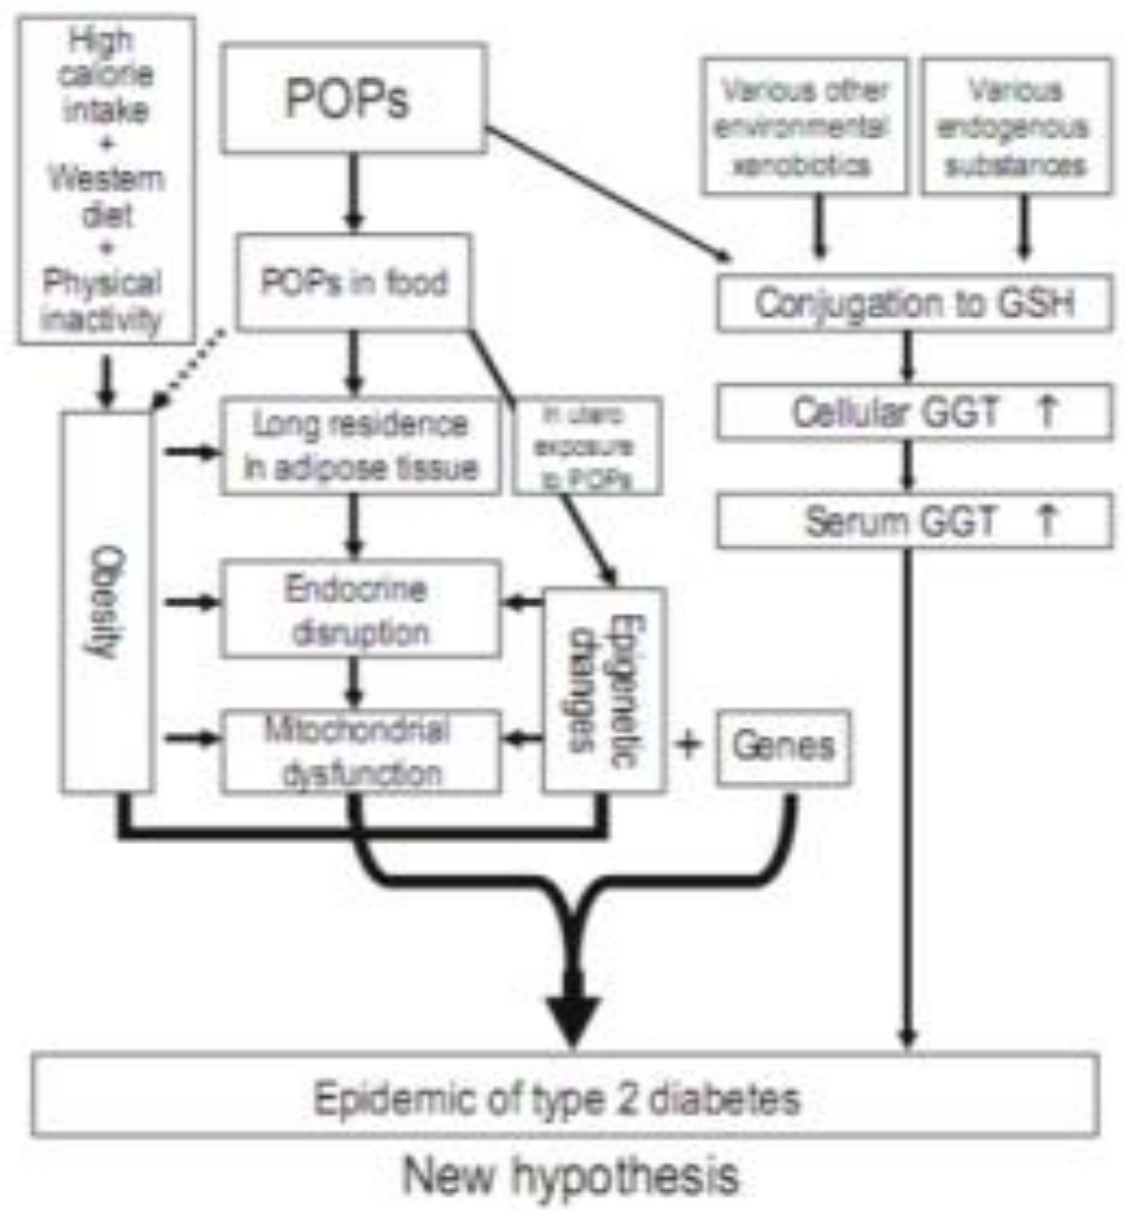 High
calorie
intake
+
Western
diet
+
Physical
inactivity
POPs
Various other
environmental
xenobiotics
Various
endogenous
substances
POPs in food
Conjugation to GSH
Long residence
in adipose tissue
In utero
exposure
to POPs
Cellular GGT ↑
Serum GGT ↑
Obesity
Endocrine
disruption
Epigenetic
changes
Mitochondrial
dysfunction
+
Genes
Epidemic of type 2 diabetes
New hypothesis